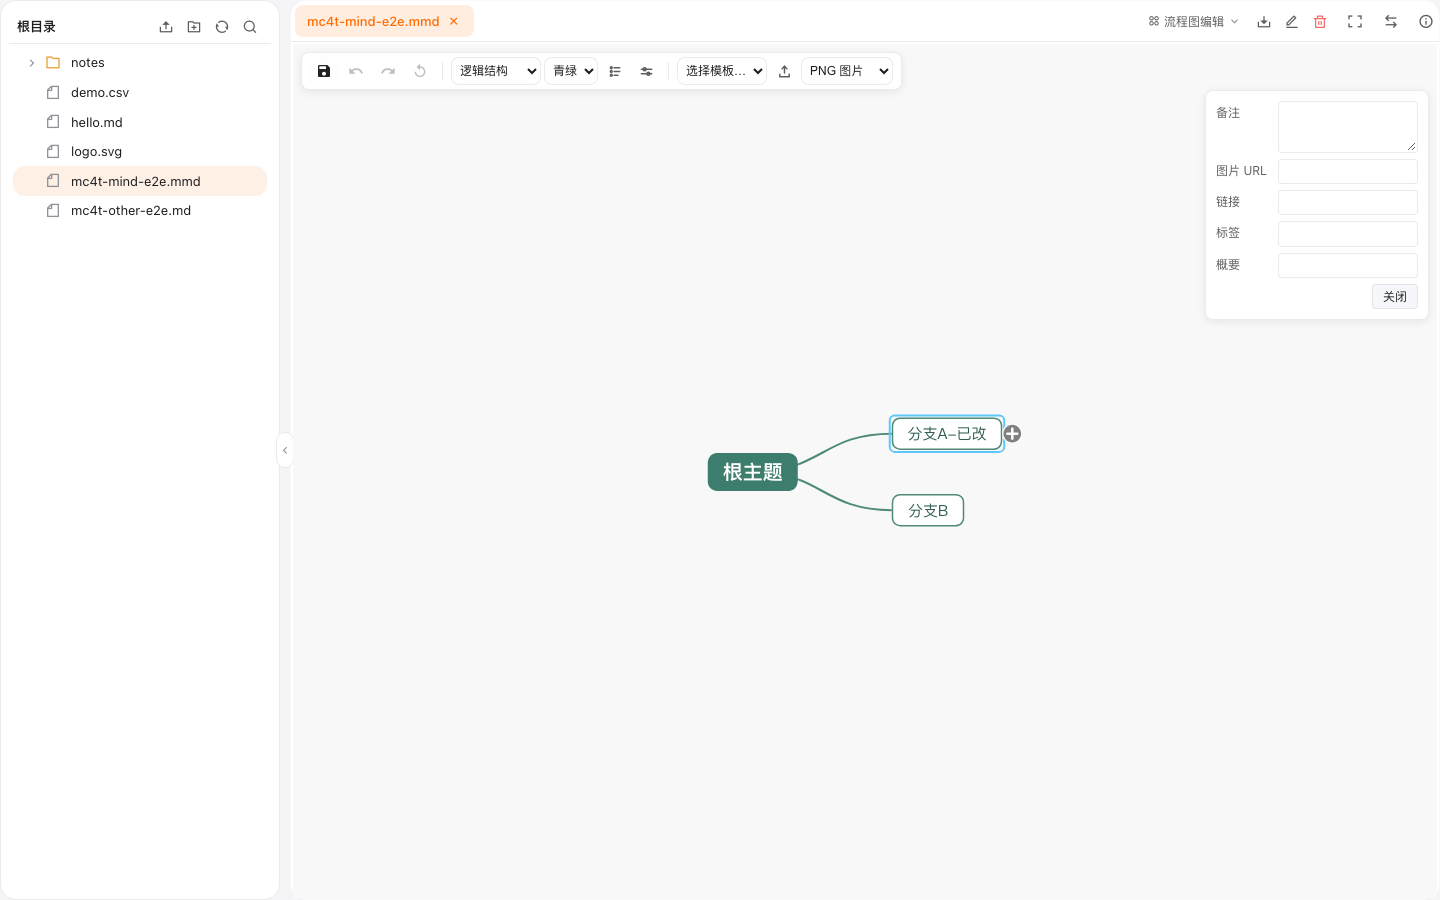 根目录
notes
demo.csv
hello.md
logo.svg
mc4t-mind-e2e.mmd
mc4t-other-e2e.md
mc4t-mind-e2e.mmd
流程图编辑
逻辑结构
青绿
选择模板...
PNG 图片
备注
图片 URL
链接
标签
概要
关闭
根主题
分支A-已改
分支B